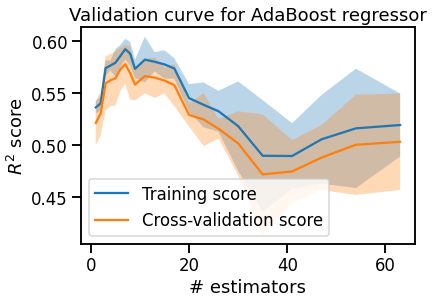 Validation curve for AdaBoost regressor
R² score
0.60
0.55
0.50
0.45
Training score
Cross-validation score
0
20
40
60
# estimators